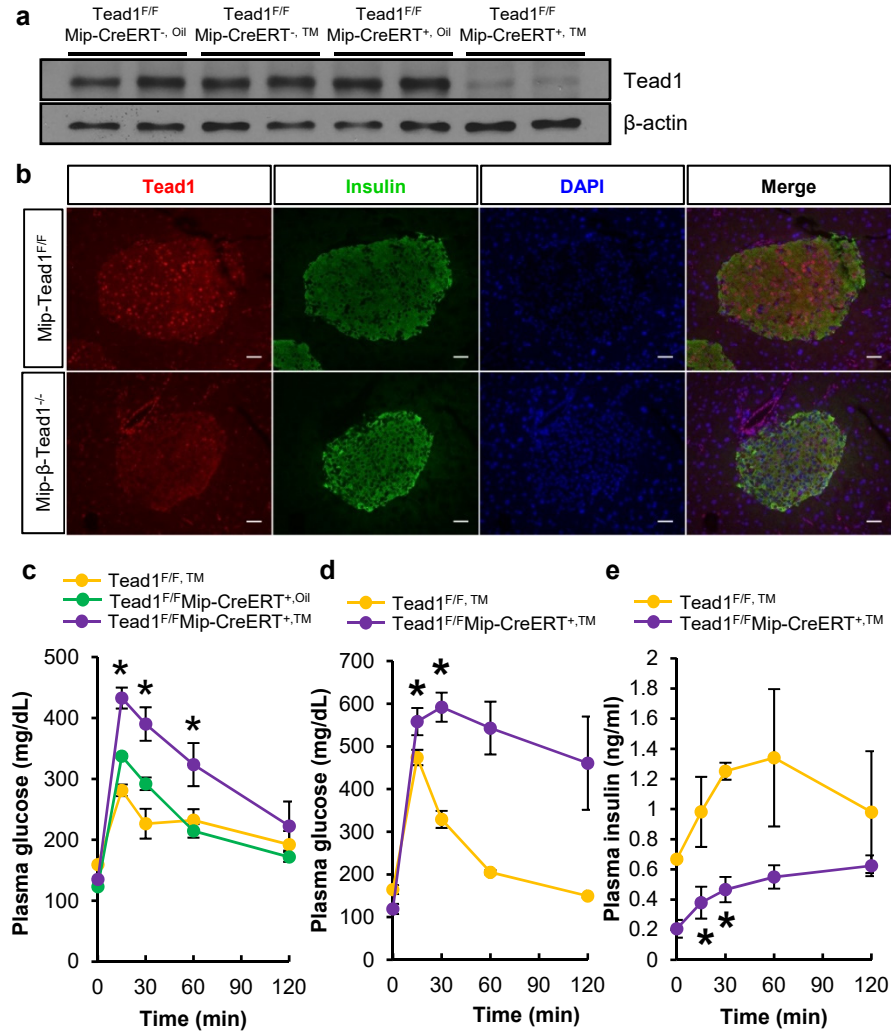 a
Tead1F/F Mip-CreERT-, Oil
Tead1F/F Mip-CreERT-, TM
Tead1F/F Mip-CreERT+, Oil
Tead1F/F Mip-CreERT+, TM
Tead1
β-actin
b
Tead1 Insulin DAPI Merge
Mip-Tead1F/F
Mip-β-Tead1-/-
c
Tead1F/F, TM
Tead1F/FMip-CreERT+,Oil
Tead1F/FMip-CreERT+,TM
Plasma glucose (mg/dL)
500
400
300
200
100
0
* * *
0 30 60 90 120
Time (min)
d
Tead1F/F, TM
Tead1F/FMip-CreERT+,TM
Plasma glucose (mg/dL)
700
600
500
400
300
200
100
0
* *
0 30 60 90 120
Time (min)
e
Tead1F/F, TM
Tead1F/FMip-CreERT+,TM
Plasma insulin (ng/ml)
2
1.8
1.6
1.4
1.2
1
0.8
0.6
0.4
0.2
0
* *
0 30 60 90 120
Time (min)